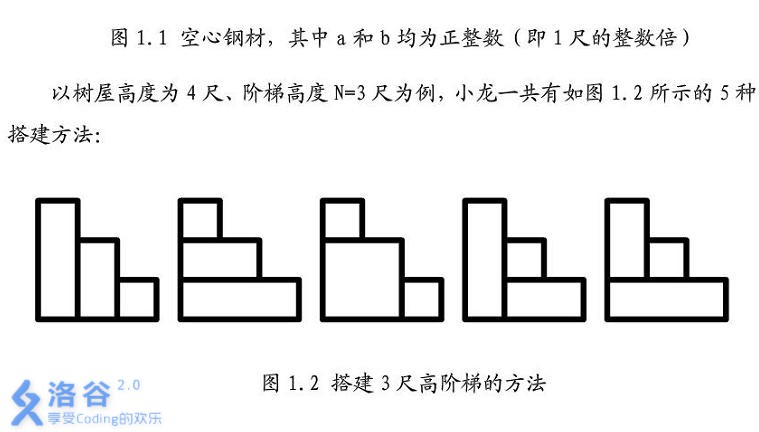 图 1.1 空心钢材，其中 a 和 b 均为正整数（即 1 尺的整数倍）
以树屋高度为 4 尺、阶梯高度 N=3 尺为例，小龙一共有如图 1.2 所示的 5 种
搭建方法：
图 1.2 搭建 3 尺高阶梯的方法
洛谷 2.0
享受Coding的欢乐